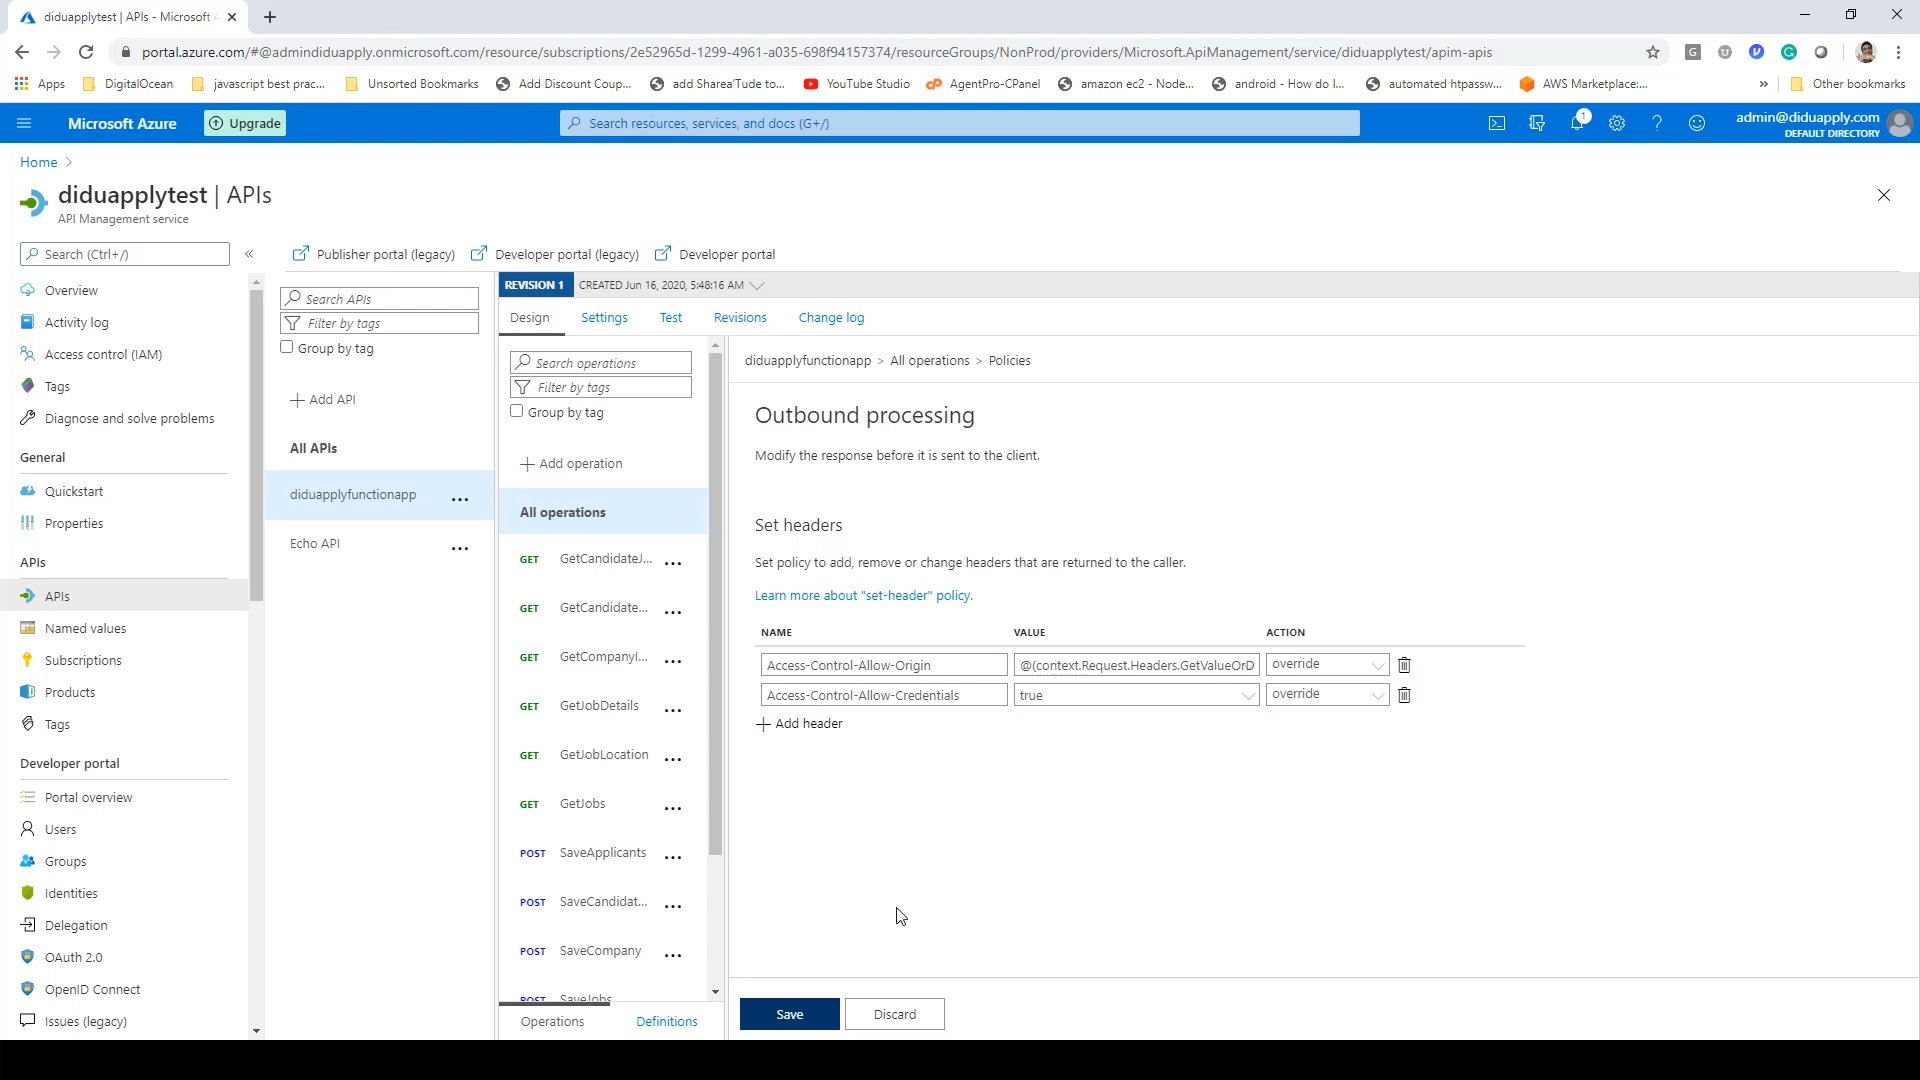 diduapplytest | APIs - Microsoft A
portal.azure.com/#@admindiduapply.onmicrosoft.com/resource/subscriptions/2e52965d-1299-4961-a035-698f94157374/resourceGroups/NonProd/providers/Microsoft.ApiManagement/service/diduapplytest/apim-apis
Apps DigitalOcean javascript best prac... Unsorted Bookmarks Add Discount Coup... add Sharea'Tude to... YouTube Studio AgentPro-CPanel amazon ec2 - Node... android - How do I... automated htpassw... AWS Marketplace:... » Other bookmarks
Microsoft Azure Upgrade Search resources, services, and docs (G+/) 1 admin@diduapply.com
DEFAULT DIRECTORY
Home >
diduapplytest | APIs
API Management service
Search (Ctrl+/) «
Overview
Activity log
Access control (IAM)
Tags
Diagnose and solve problems
General
Quickstart
Properties
APIs
APIs
Named values
Subscriptions
Products
Tags
Developer portal
Portal overview
Users
Groups
Identities
Delegation
OAuth 2.0
OpenID Connect
Issues (legacy)
Publisher portal (legacy) Developer portal (legacy) Developer portal
Search APIs
Filter by tags
Group by tag
+ Add API
All APIs
diduapplyfunctionapp ...
Echo API ...
REVISION 1 CREATED Jun 16, 2020, 5:48:16 AM
Design Settings Test Revisions Change log
Search operations
Filter by tags
Group by tag
+ Add operation
All operations
GET GetCandidateJ... ...
GET GetCandidate... ...
GET GetCompanyI... ...
GET GetJobDetails ...
GET GetJobLocation ...
GET GetJobs ...
POST SaveApplicants ...
POST SaveCandidat... ...
POST SaveCompany ...
POST SaveJobs
Operations Definitions
diduapplyfunctionapp > All operations > Policies
Outbound processing
Modify the response before it is sent to the client.
Set headers
Set policy to add, remove or change headers that are returned to the caller.
Learn more about "set-header" policy.
NAME VALUE ACTION
Access-Control-Allow-Origin @(context.Request.Headers.GetValueOrD override
Access-Control-Allow-Credentials true override
+ Add header
Save Discard